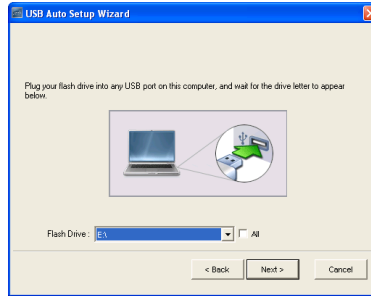 USB Auto Setup Wizard
Plug your flash drive into any USB port on this computer, and wait for the drive letter to appear
below.
Flash Drive : E:\ All
< Back Next > Cancel